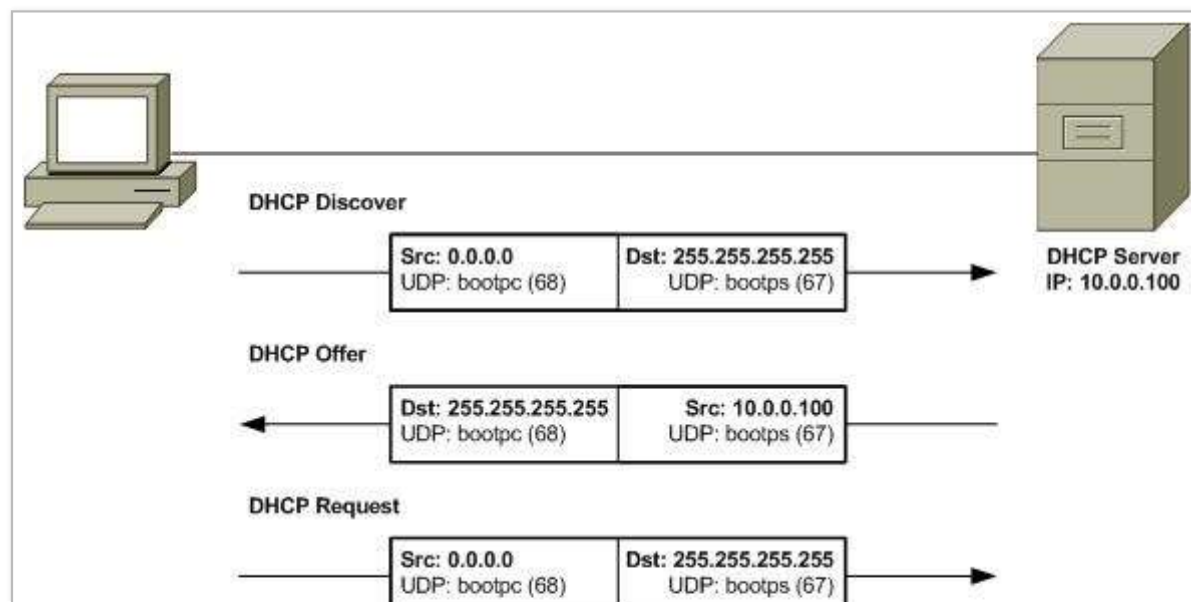 DHCP Discover
Src: 0.0.0.0 Dst: 255.255.255.255
UDP: bootpc (68) UDP: bootps (67)
DHCP Server
IP: 10.0.0.100
DHCP Offer
Dst: 255.255.255.255 Src: 10.0.0.100
UDP: bootpc (68) UDP: bootps (67)
DHCP Request
Src: 0.0.0.0 Dst: 255.255.255.255
UDP: bootpc (68) UDP: bootps (67)